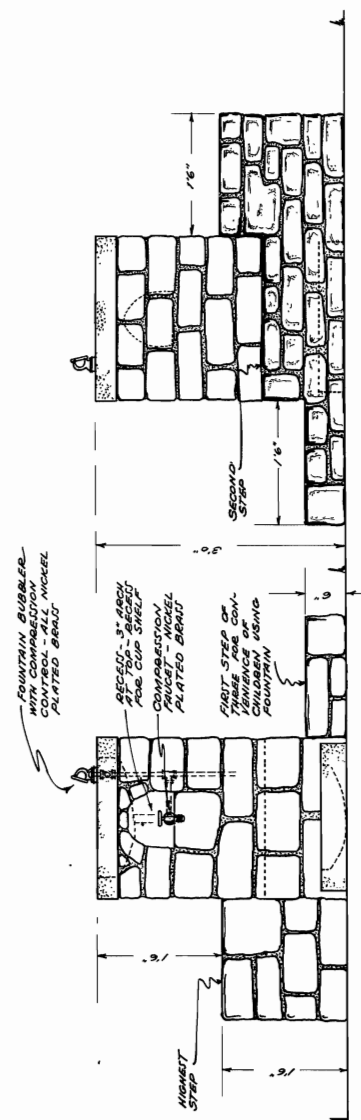 FOUNTAIN BUBBLER
WITH COMPRESSION
CONTROL - ALL NICKEL
PLATED BRASS
RECESS - 3" ARCH
AT TOP - RECESS
FOR CUP SHELF
COMPRESSION
FAUCET - NICKEL
PLATED BRASS
FIRST STEP OF
THREE FOR CON-
VENIENCE OF
CHILDREN USING
FOUNTAIN
HIGHEST
STEP
1'6"
1'6"
6"
3'0"
SECOND
STEP
1'6"
1'6"